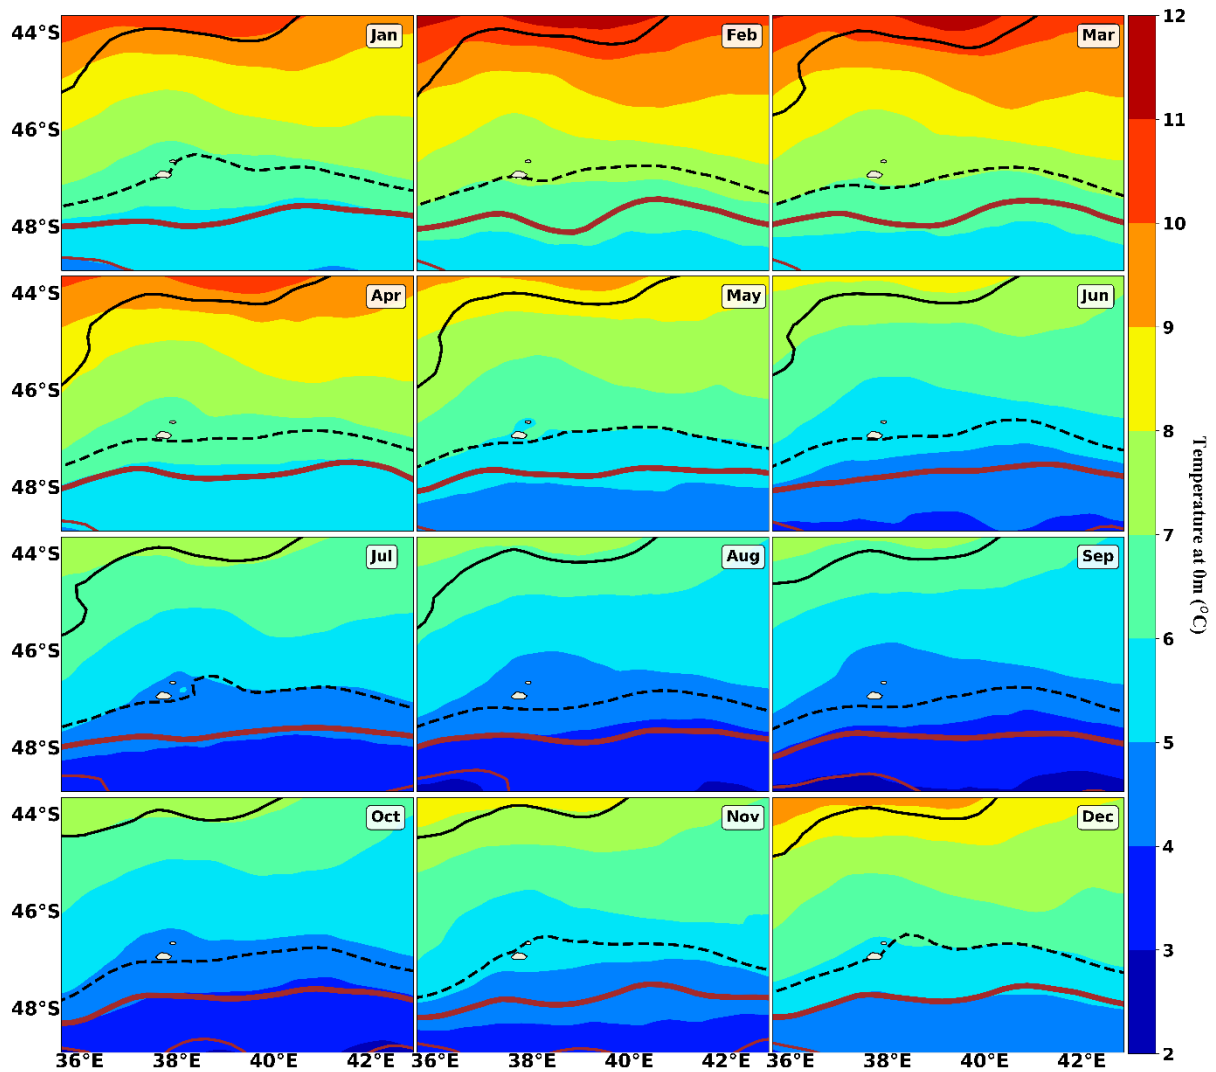 44°S
Jan
Feb
Mar
12
11
46°S
48°S
10
44°S
Apr
May
Jun
9
46°S
8
48°S
Temperature at 0m (°C)
7
44°S
Jul
Aug
Sep
6
46°S
48°S
5
44°S
Oct
Nov
Dec
4
46°S
3
48°S
2
36°E 38°E 40°E 42°E 36°E 38°E 40°E 42°E 36°E 38°E 40°E 42°E